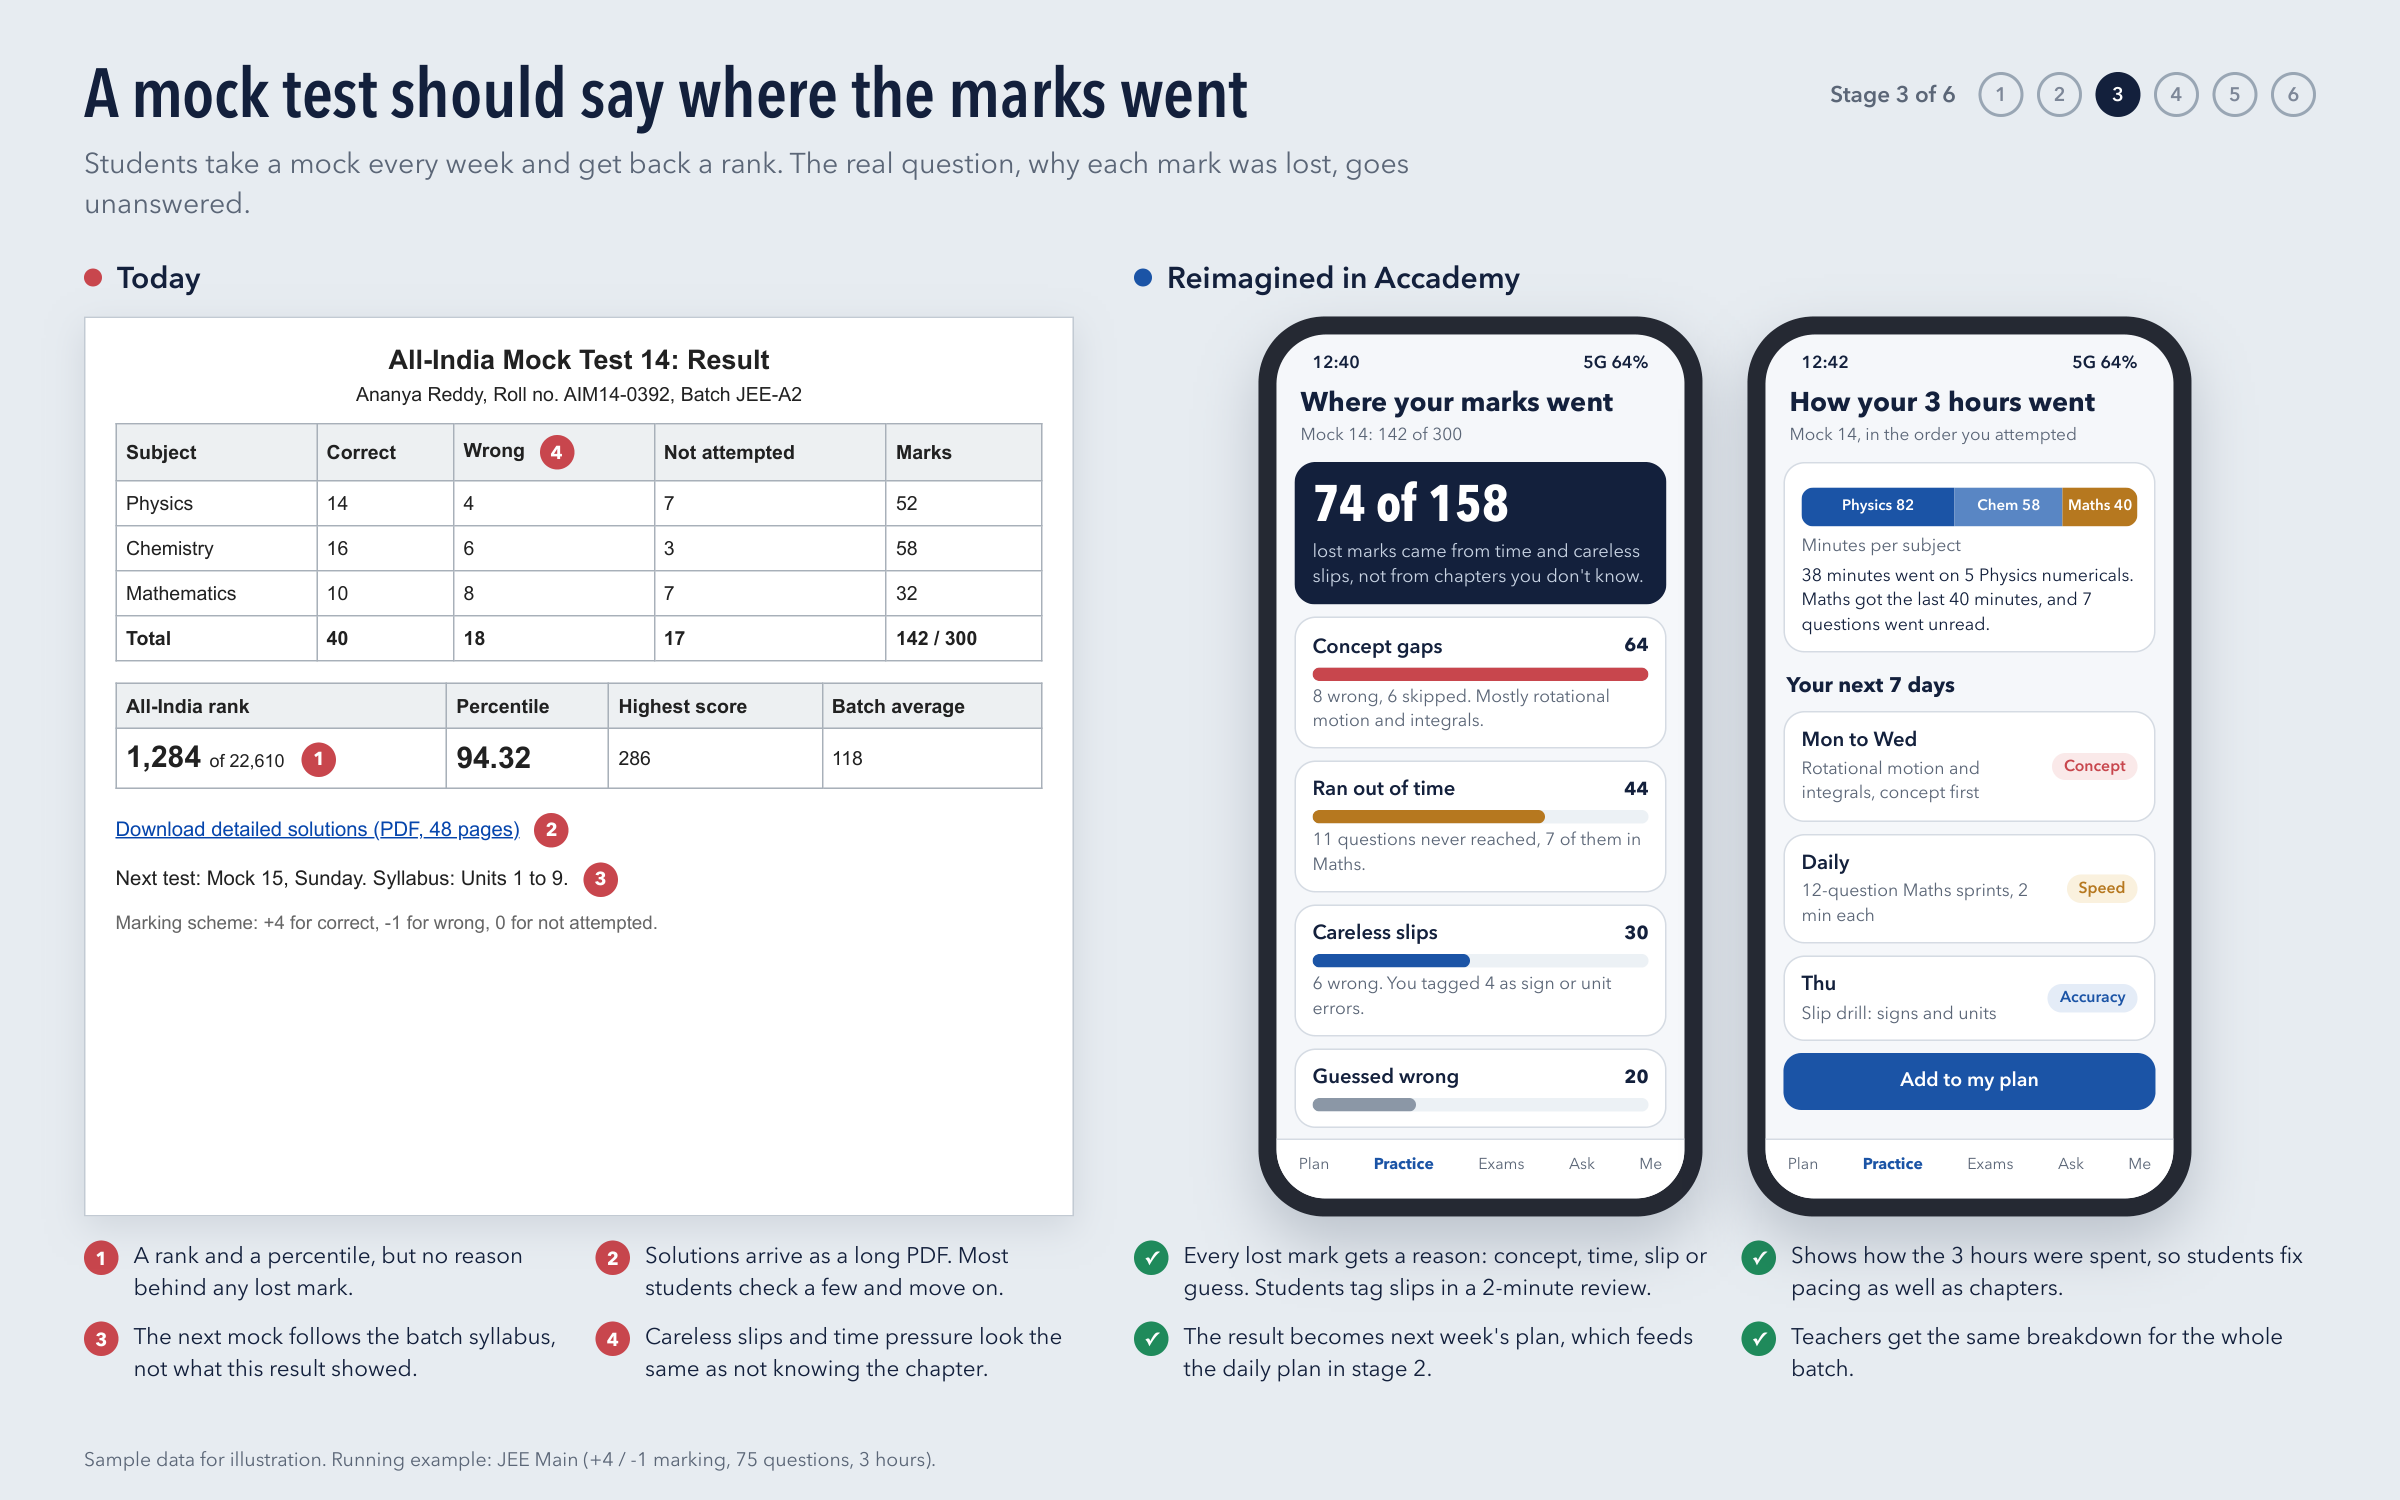 A mock test should say where the marks went
Stage 3 of 6 1 2 3 4 5 6
Students take a mock every week and get back a rank. The real question, why each mark was lost, goes
unanswered.
Today
All-India Mock Test 14: Result
Ananya Reddy, Roll no. AIM14-0392, Batch JEE-A2
Subject Correct Wrong 4 Not attempted Marks
Physics 14 4 7 52
Chemistry 16 6 3 58
Mathematics 10 8 7 32
Total 40 18 17 142 / 300
All-India rank Percentile Highest score Batch average
1,284 of 22,610 1 94.32 286 118
Download detailed solutions (PDF, 48 pages) 2
Next test: Mock 15, Sunday. Syllabus: Units 1 to 9. 3
Marking scheme: +4 for correct, -1 for wrong, 0 for not attempted.
1 A rank and a percentile, but no reason
behind any lost mark.
2 Solutions arrive as a long PDF. Most
students check a few and move on.
3 The next mock follows the batch syllabus,
not what this result showed.
4 Careless slips and time pressure look the
same as not knowing the chapter.
Reimagined in Accademy
12:40 5G 64%
Where your marks went
Mock 14: 142 of 300
74 of 158
lost marks came from time and careless
slips, not from chapters you don't know.
Concept gaps 64
8 wrong, 6 skipped. Mostly rotational
motion and integrals.
Ran out of time 44
11 questions never reached, 7 of them in
Maths.
Careless slips 30
6 wrong. You tagged 4 as sign or unit
errors.
Guessed wrong 20
Plan Practice Exams Ask Me
12:42 5G 64%
How your 3 hours went
Mock 14, in the order you attempted
Physics 82 Chem 58 Maths 40
Minutes per subject
38 minutes went on 5 Physics numericals.
Maths got the last 40 minutes, and 7
questions went unread.
Your next 7 days
Mon to Wed
Rotational motion and
integrals, concept first
Concept
Daily
12-question Maths sprints, 2
min each
Speed
Thu
Slip drill: signs and units
Accuracy
Add to my plan
Plan Practice Exams Ask Me
✓ Every lost mark gets a reason: concept, time, slip or
guess. Students tag slips in a 2-minute review.
✓ Shows how the 3 hours were spent, so students fix
pacing as well as chapters.
✓ The result becomes next week's plan, which feeds
the daily plan in stage 2.
✓ Teachers get the same breakdown for the whole
batch.
Sample data for illustration. Running example: JEE Main (+4 / -1 marking, 75 questions, 3 hours).